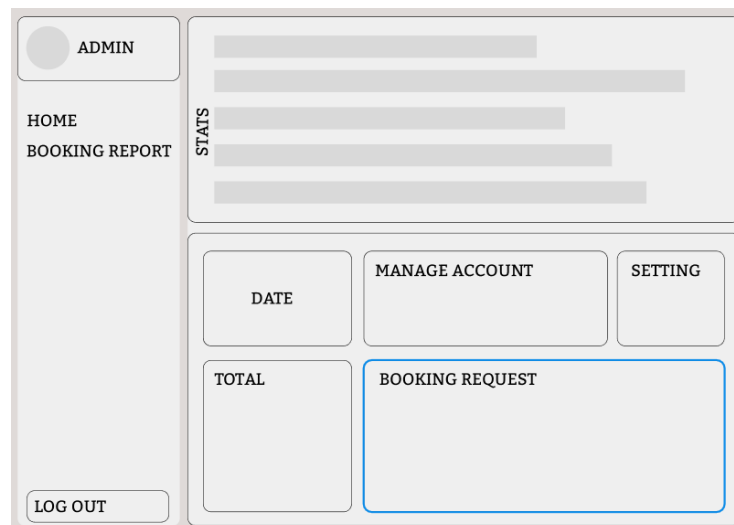 ADMIN
HOME
BOOKING REPORT
LOG OUT
STATS
DATE
MANAGE ACCOUNT
SETTING
TOTAL
BOOKING REQUEST